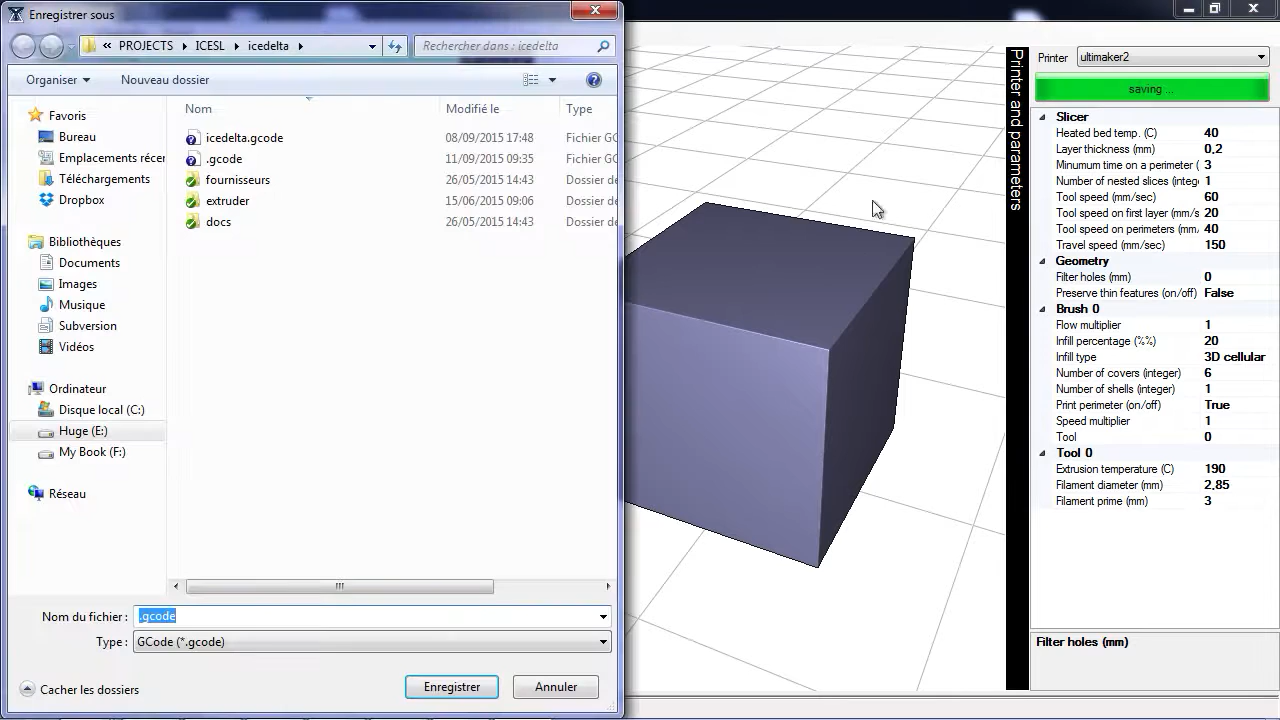 Enregistrer sous
« PROJECTS ▸ ICESL ▸ icedelta ▸
Rechercher dans : icedelta
Organiser
Nouveau dossier
Favoris
Bureau
Emplacements récer
Téléchargements
Dropbox
Bibliothèques
Documents
Images
Musique
Subversion
Vidéos
Ordinateur
Disque local (C:)
Huge (E:)
My Book (F:)
Réseau
Nom Modifié le Type
icedelta.gcode 08/09/2015 17:48 Fichier GC
.gcode 11/09/2015 09:35 Fichier GC
fournisseurs 26/05/2015 14:43 Dossier de
extruder 15/06/2015 09:06 Dossier de
docs 26/05/2015 14:43 Dossier de
Nom du fichier : .gcode
Type : GCode (*.gcode)
Cacher les dossiers
Enregistrer
Annuler
Printer and parameters
Printer ultimaker2
saving ...
Slicer
Heated bed temp. (C) 40
Layer thickness (mm) 0,2
Minumum time on a perimeter ( 3
Number of nested slices (integ 1
Tool speed (mm/sec) 60
Tool speed on first layer (mm/s 20
Tool speed on perimeters (mm, 40
Travel speed (mm/sec) 150
Geometry
Filter holes (mm) 0
Preserve thin features (on/off) False
Brush 0
Flow multiplier 1
Infill percentage (%%) 20
Infill type 3D cellular
Number of covers (integer) 6
Number of shells (integer) 1
Print perimeter (on/off) True
Speed multiplier 1
Tool 0
Tool 0
Extrusion temperature (C) 190
Filament diameter (mm) 2,85
Filament prime (mm) 3
Filter holes (mm)